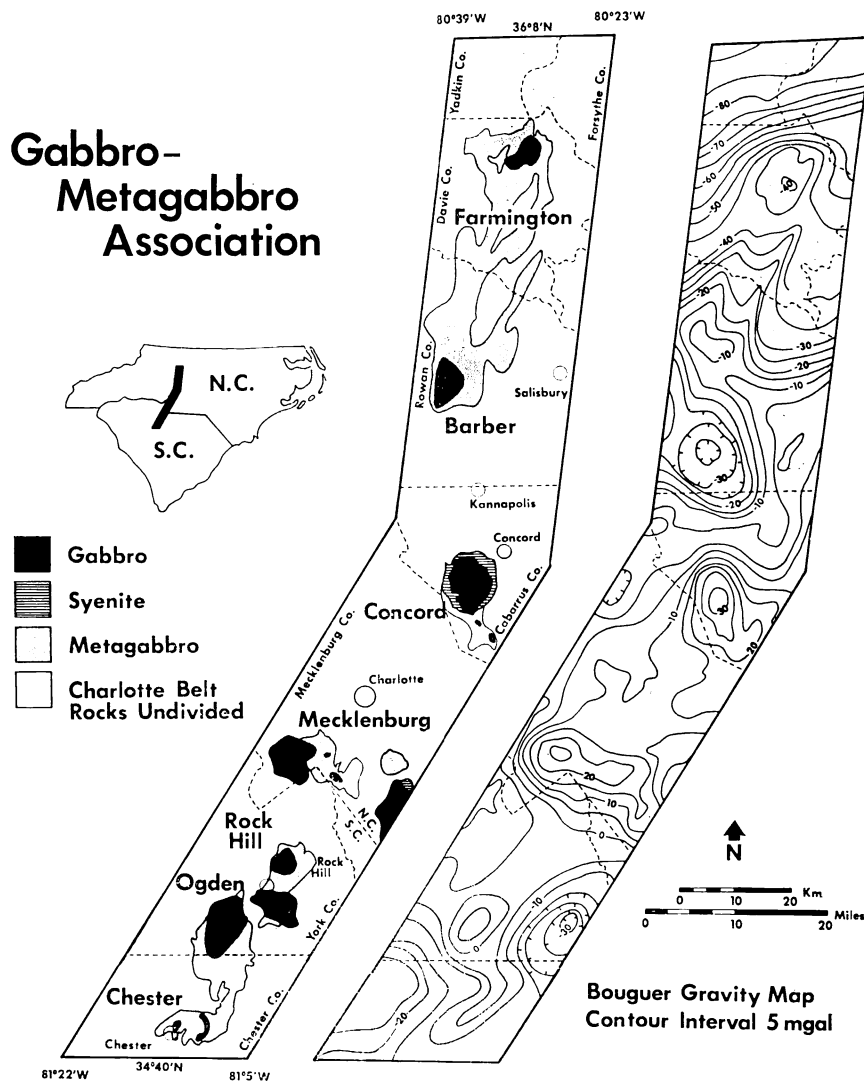 80°39'W
36°8'N
80°23'W
Yadkin Co.
Forsythe Co.
Gabbro–
Metagabbro
Association
Davie Co.
Farmington
N.C.
S.C.
Rowan Co.
Salisbury
Barber
Kannapolis
Concord
Gabbro
Syenite
Metagabbro
Charlotte Belt
Rocks Undivided
Concord
Cabarrus Co.
Mecklenburg Co.
Charlotte
Mecklenburg
N.C.
S.C.
Rock
Hill
Rock
Hill
Ogden
York Co.
Chester
Chester
Chester Co.
81°22'W
34°40'N
81°5'W
-80
-70
-60
-50
-40
-40
-20
-30
-20
-10
-10
-30
-20
-10
-10
-30
-20
20
10
0
-10
0
-30
-20
N
0 10 20 Km
0 10 20 Miles
Bouguer Gravity Map
Contour Interval 5 mgal